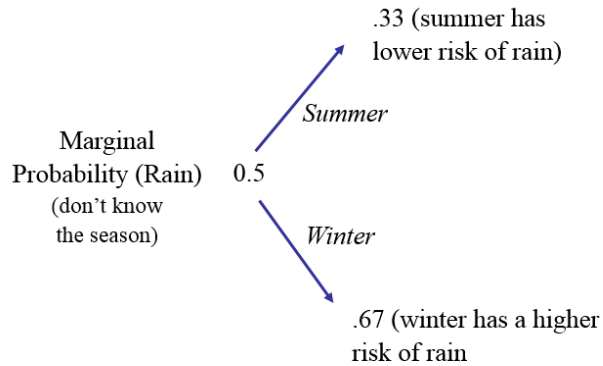 .33 (summer has
lower risk of rain)
Summer
Marginal
Probability (Rain) 0.5
(don't know
the season)
Winter
.67 (winter has a higher
risk of rain